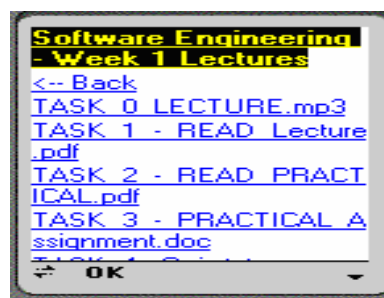 Software Engineering
- Week 1 Lectures
<-- Back
TASK 0 LECTURE.mp3
TASK 1 - READ Lecture
.pdf
TASK 2 - READ PRACT
ICAL.pdf
TASK 3 - PRACTICAL A
ssignment.doc
OK